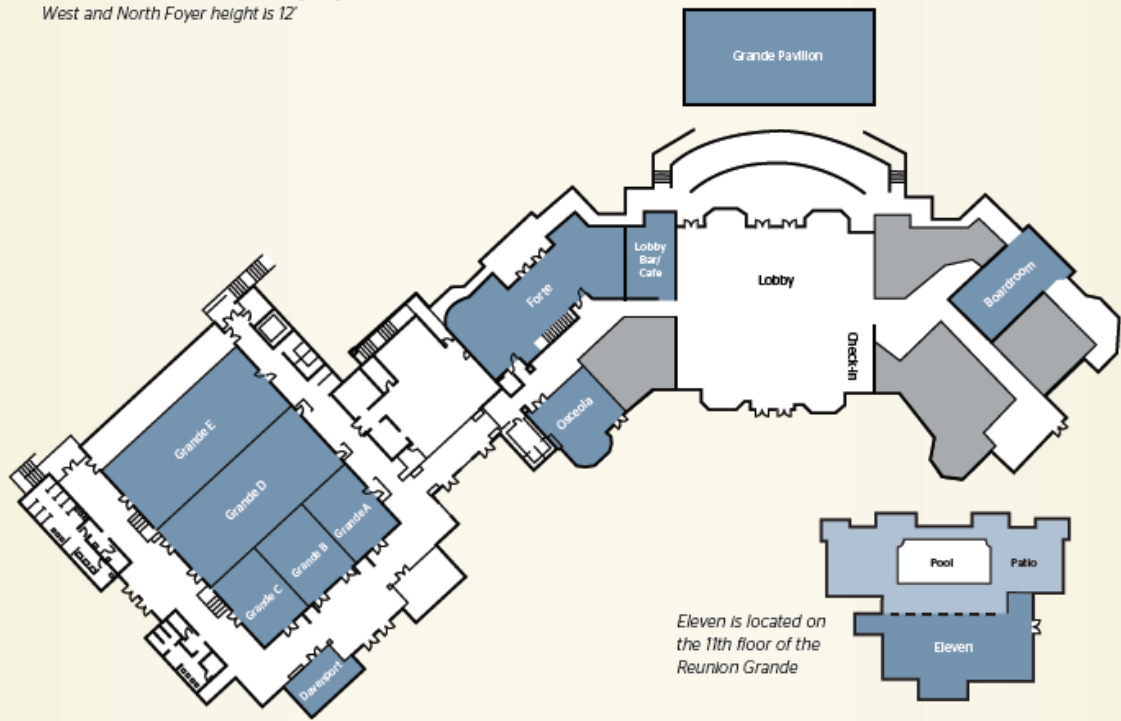 West and North Foyer height is 12'
Grande Pavilion
Lobby
Bar/
Cafe
Lobby
Boardroom
Forte
Check-In
Osceola
Grande E
Grande D
Grande A
Grande B
Grande C
Davenport
Pool
Patio
Eleven is located on
the 11th floor of the
Reunion Grande
Eleven